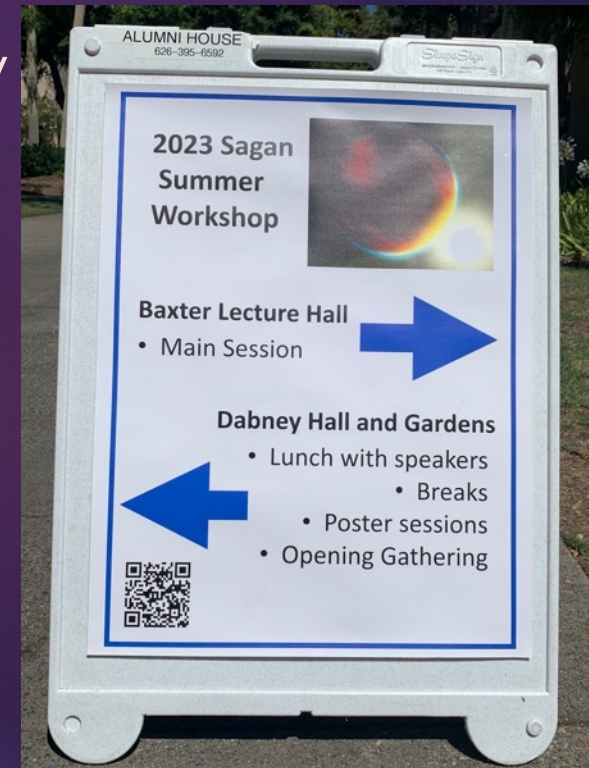 ALUMNI HOUSE
626-395-6592
2023 Sagan
Summer
Workshop
Baxter Lecture Hall
• Main Session
Dabney Hall and Gardens
• Lunch with speakers
• Breaks
• Poster sessions
• Opening Gathering